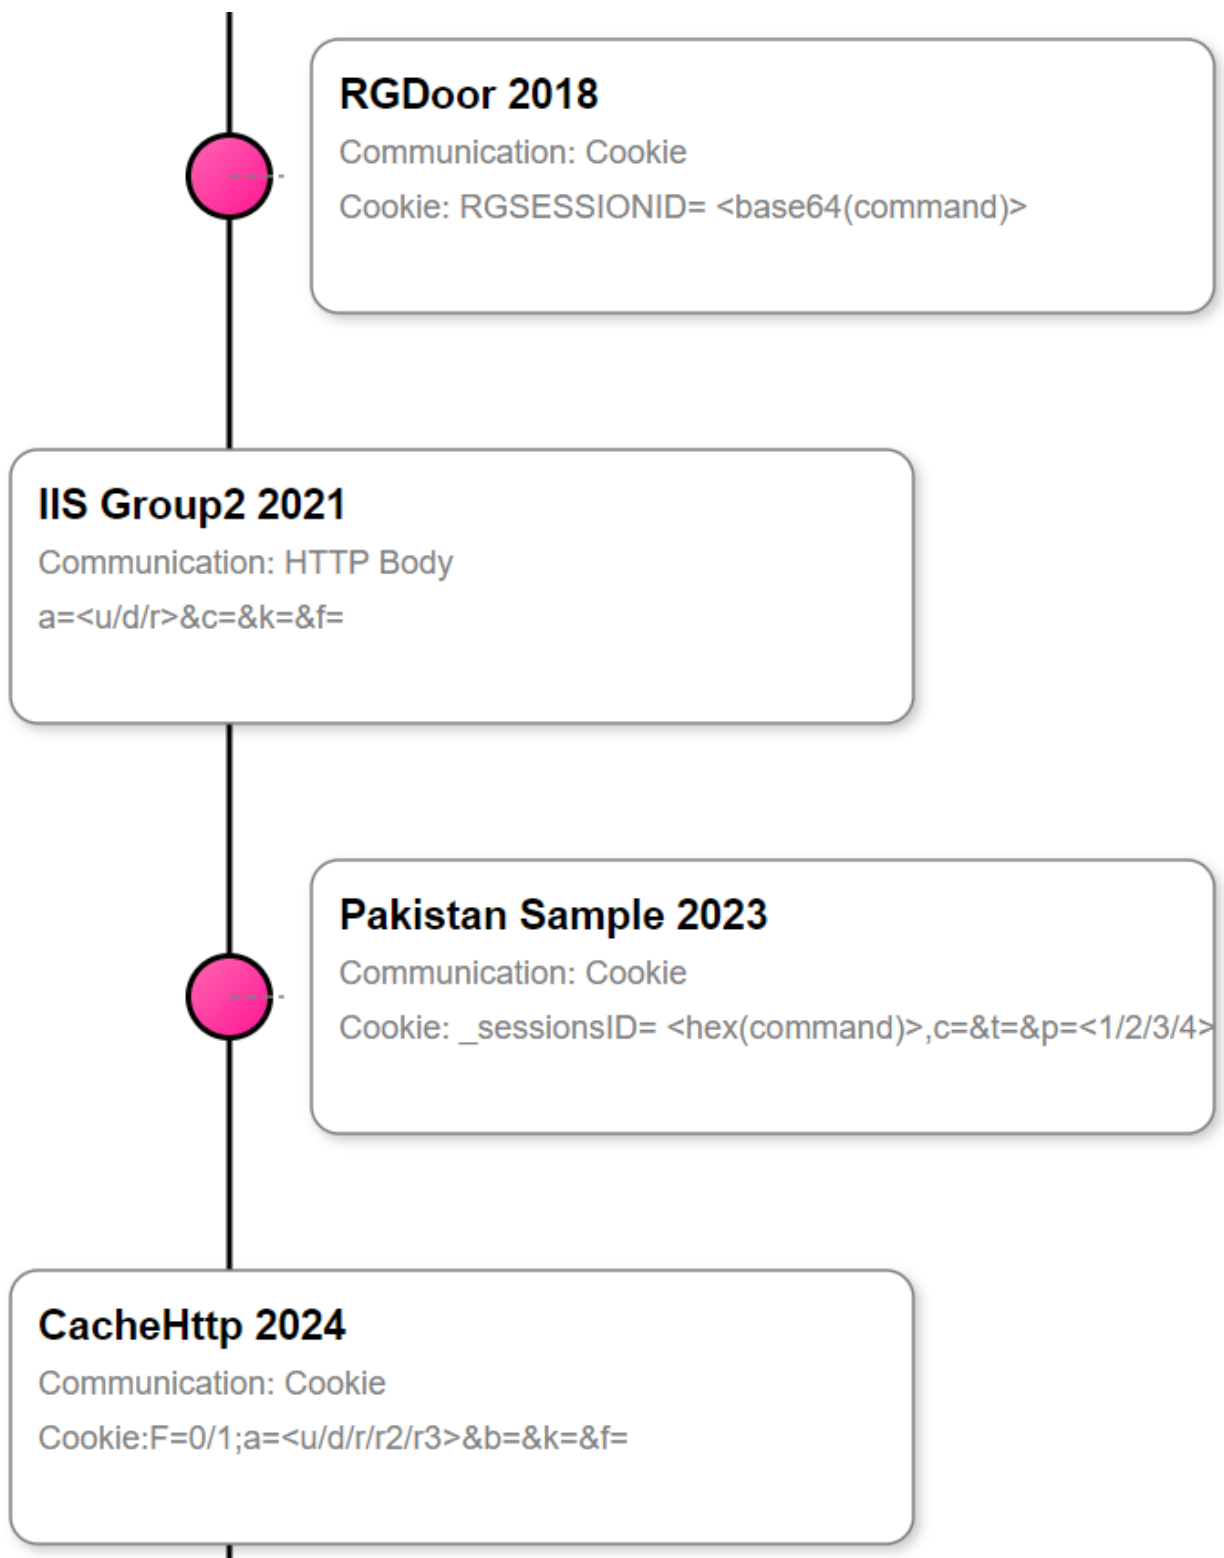 RGDoor 2018
Communication: Cookie
Cookie: RGSESSIONID= <base64(command)>
IIS Group2 2021
Communication: HTTP Body
a=<u/d/r>&c=&k=&f=
Pakistan Sample 2023
Communication: Cookie
Cookie: _sessionsID= <hex(command)>,c=&t=&p=<1/2/3/4>
CacheHttp 2024
Communication: Cookie
Cookie:F=0/1;a=<u/d/r/r2/r3>&b=&k=&f=